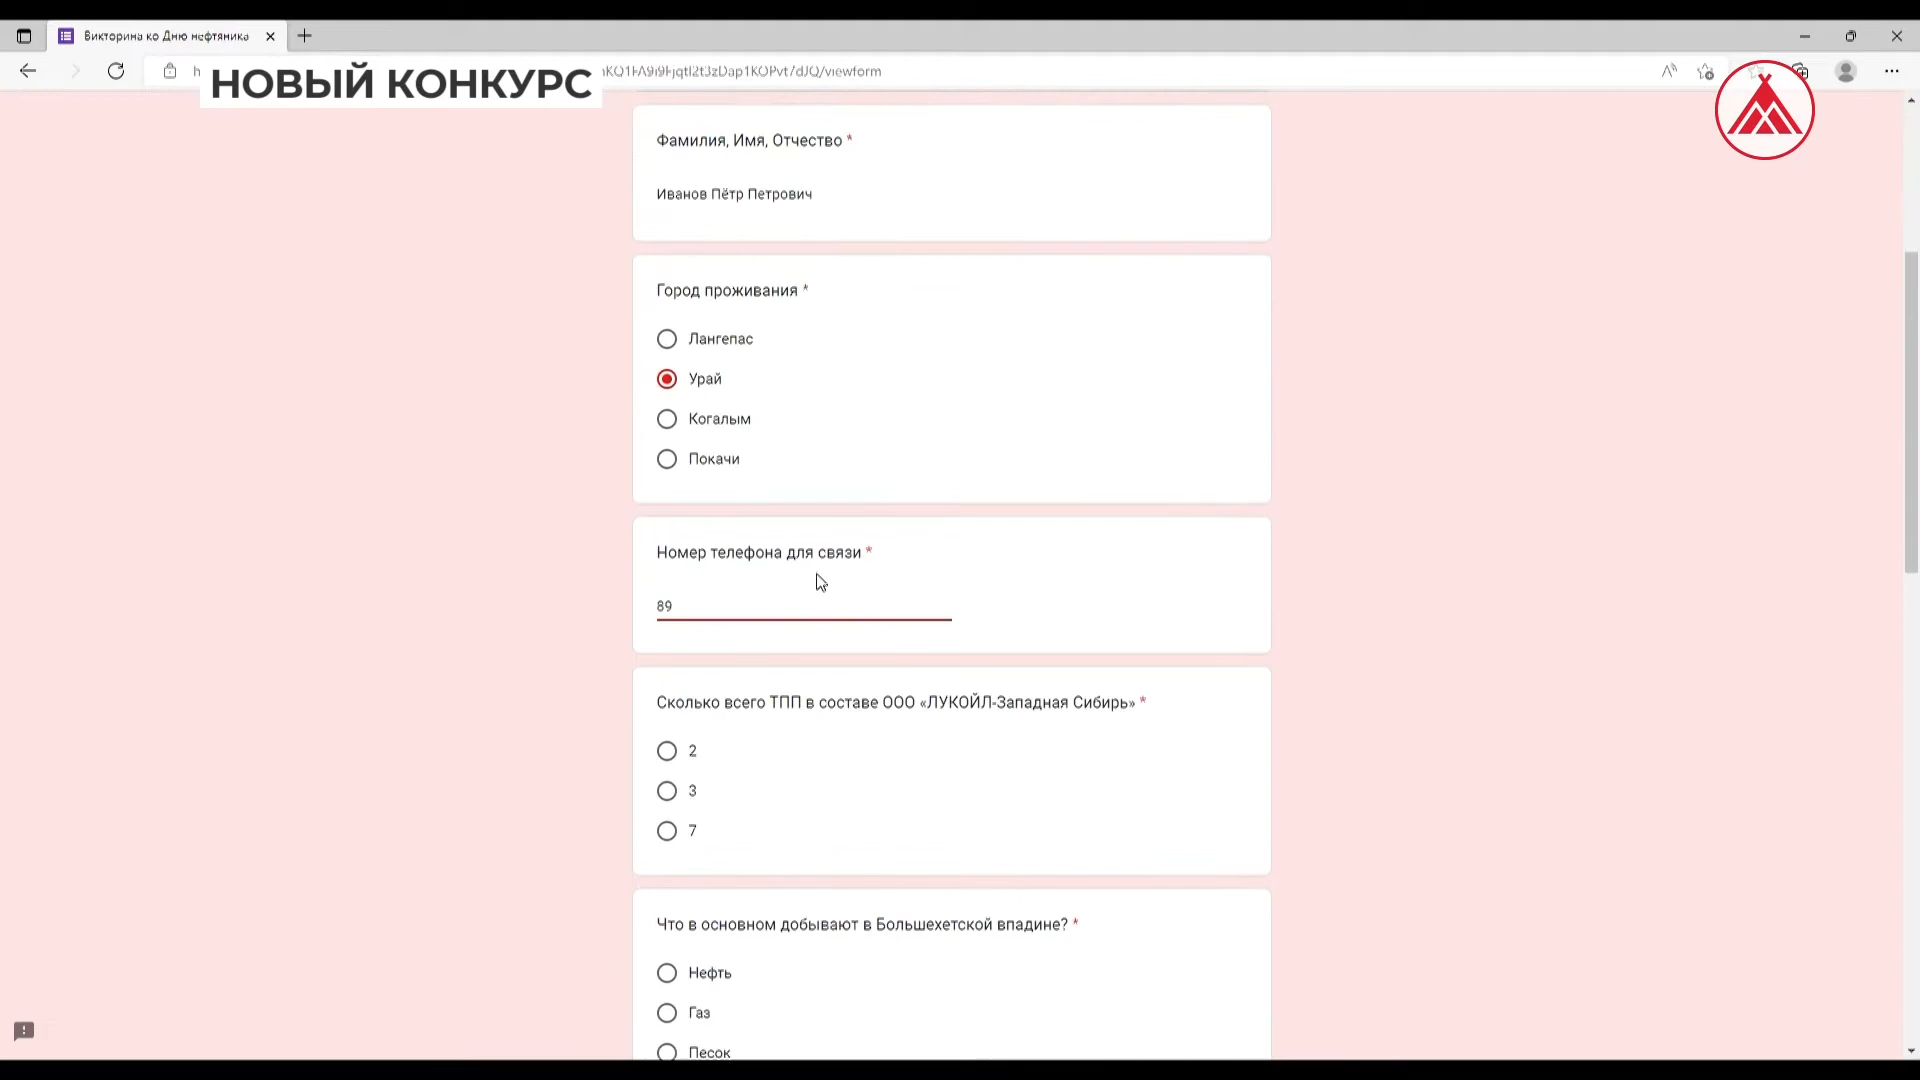 Викторина ко Дню нефтяника
НОВЫЙ КОНКУРС
Фамилия, Имя, Отчество *
Иванов Пётр Петрович
Город проживания *
Лангепас
Урай
Когалым
Покачи
Номер телефона для связи *
89
Сколько всего ТПП в составе ООО «ЛУКОЙЛ-Западная Сибирь» *
2
3
7
Что в основном добывают в Большехетской впадине? *
Нефть
Газ
Песок